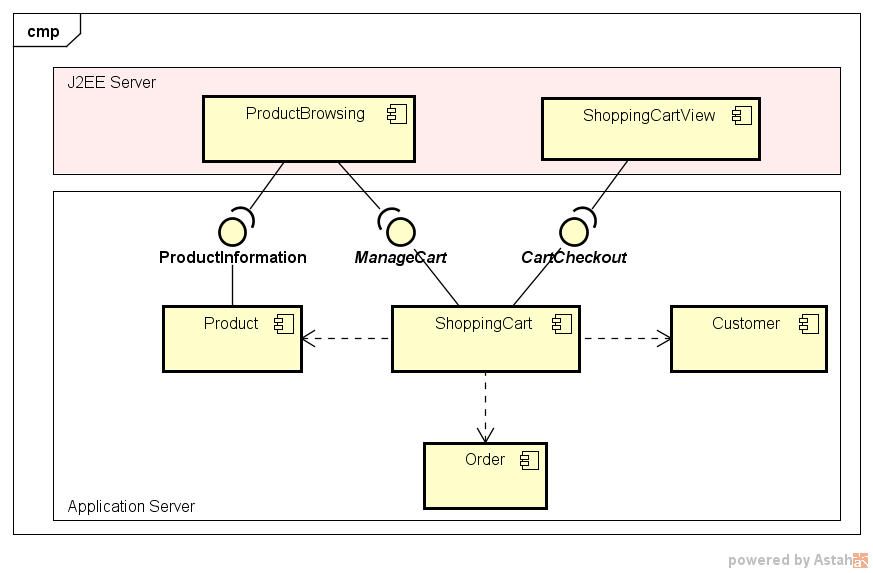 cmp
J2EE Server
ProductBrowsing
ShoppingCartView
ProductInformation
ManageCart
CartCheckout
Product
ShoppingCart
Customer
Order
Application Server
powered by Astah